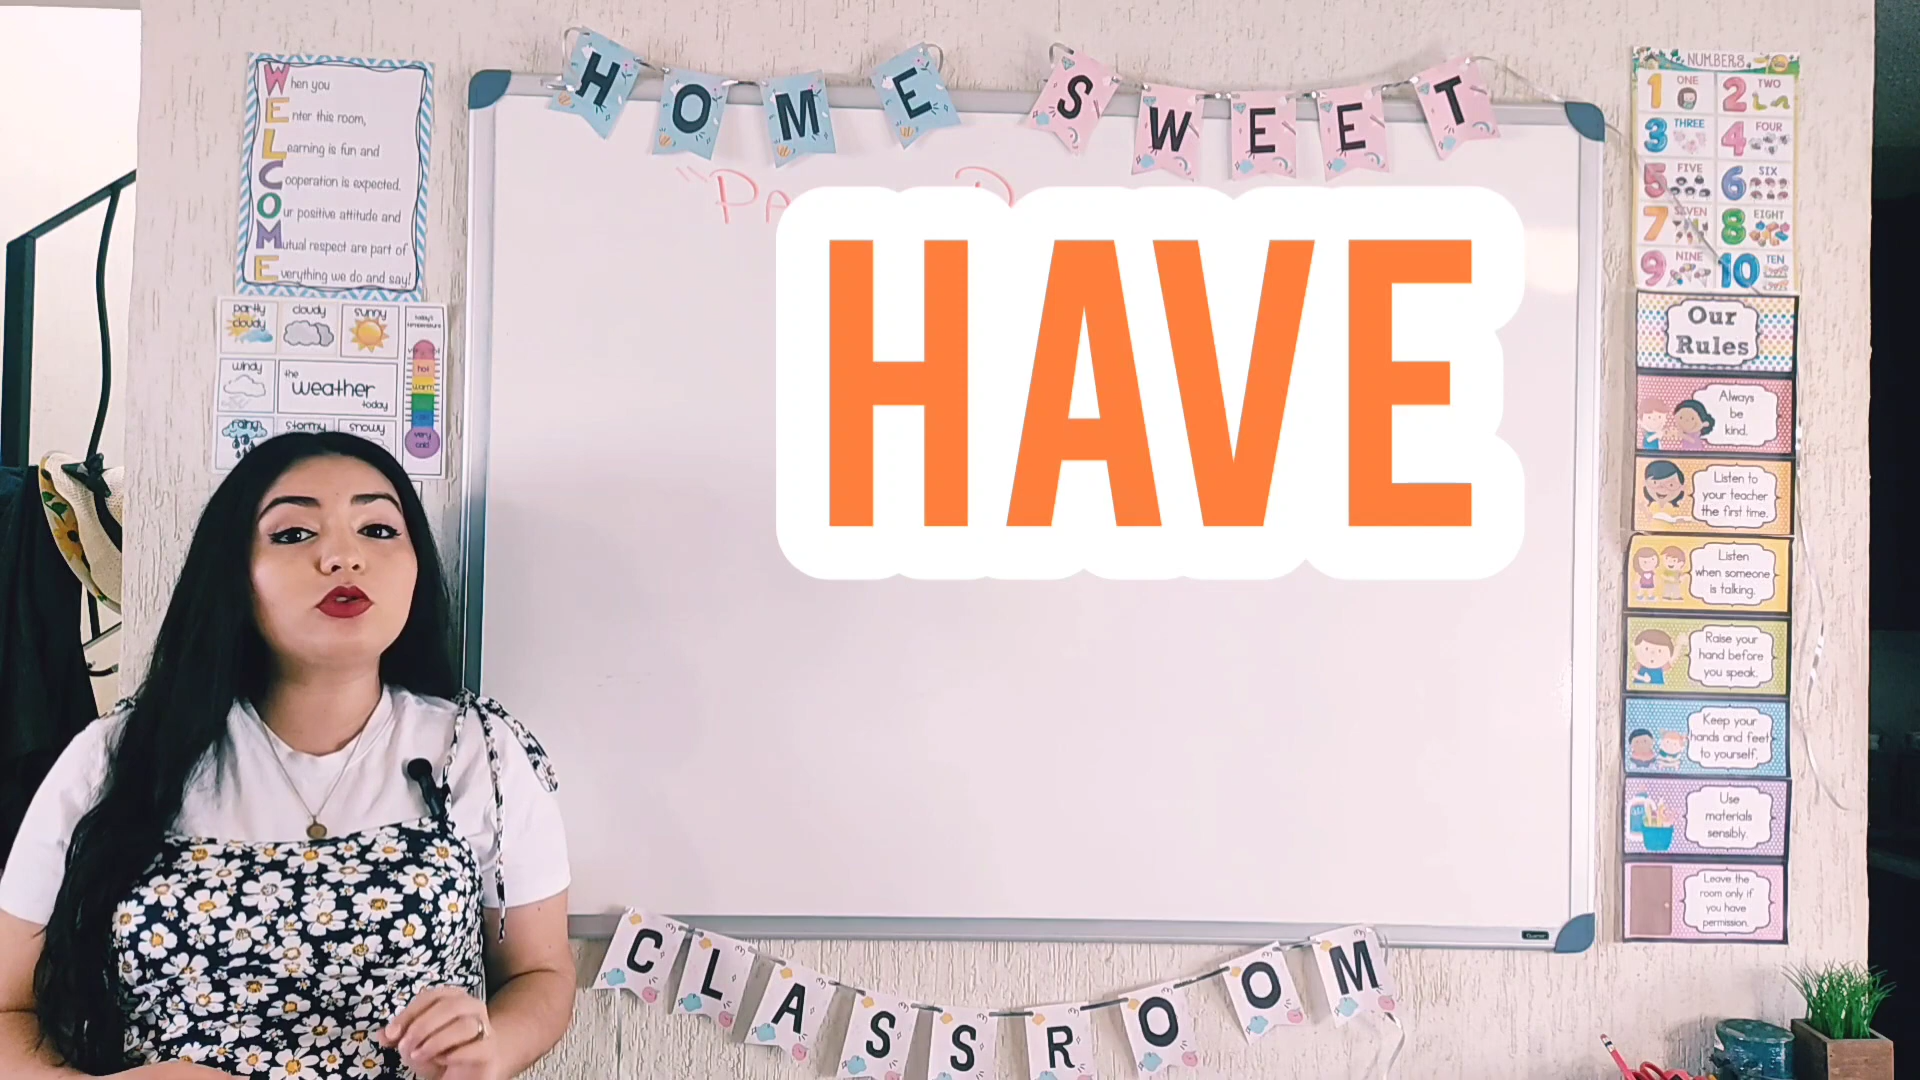 HOME SWEET
When you
Enter this room,
Learning is fun and
Cooperation is expected.
Our positive attitude and
Mutual respect are part of
Everything we do and say!
partly cloudy
cloudy
sunny
today's temperature
hot
warm
very cold
windy
the weather today
rainy
stormy
snowy
HAVE
NUMBERS
1 ONE
2 TWO
3 THREE
4 FOUR
5 FIVE
6 SIX
7 SEVEN
8 EIGHT
9 NINE
10 TEN
Our
Rules
Always
be
kind.
Listen to
your teacher
the first time.
Listen
when someone
is talking.
Raise your
hand before
you speak.
Keep your
hands and feet
to yourself.
Use
materials
sensibly.
Leave the
room only if
you have
permission.
CLASSROOM